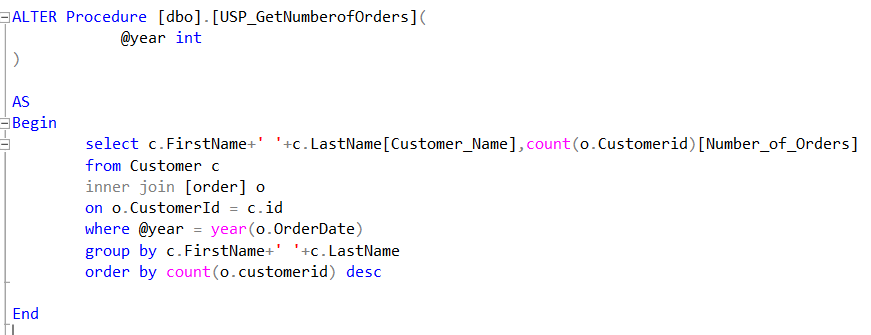 ALTER Procedure [dbo].[USP_GetNumberofOrders](
@year int
)
AS
Begin
select c.FirstName+' '+c.LastName[Customer_Name],count(o.Customerid)[Number_of_Orders]
from Customer c
inner join [order] o
on o.CustomerId = c.id
where @year = year(o.OrderDate)
group by c.FirstName+' '+c.LastName
order by count(o.customerid) desc
End